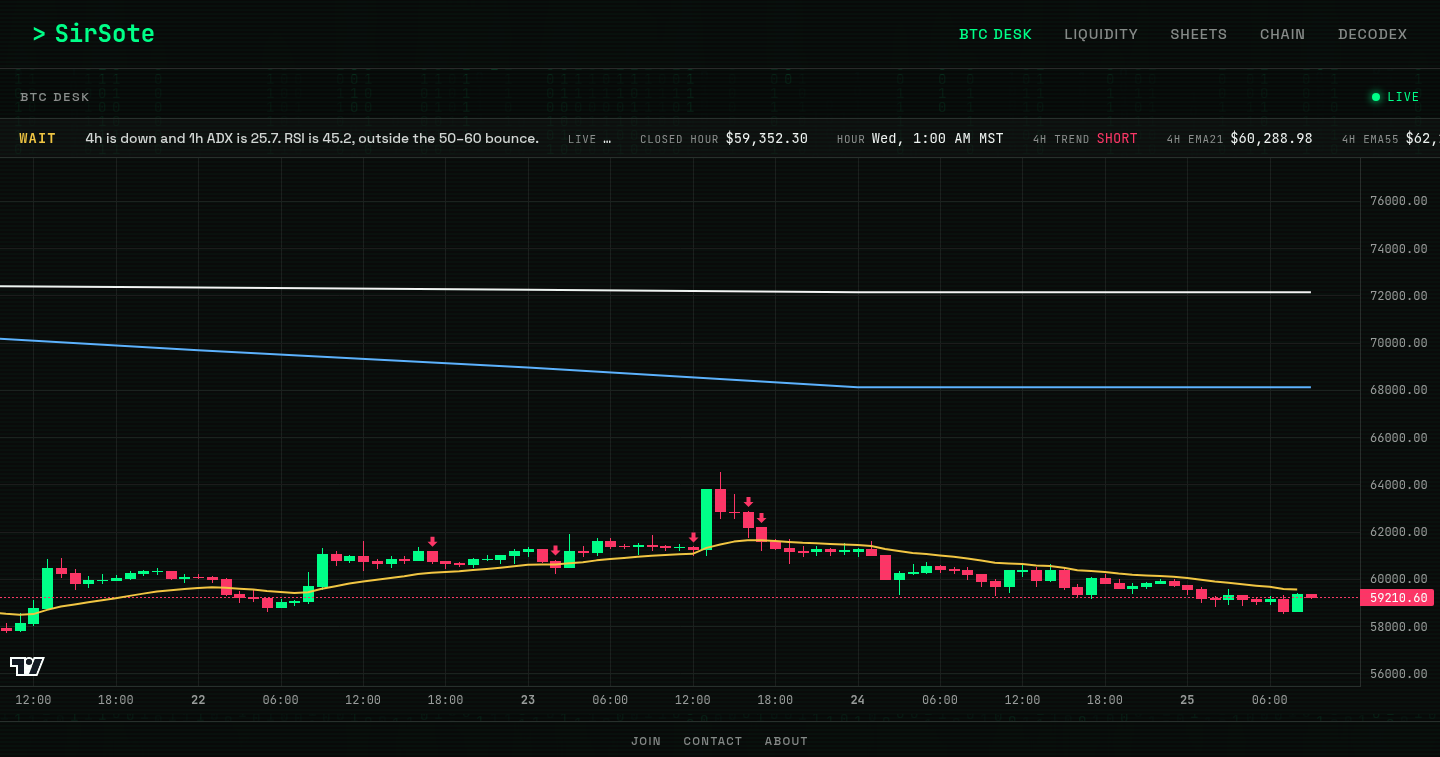 > SirSote
BTC DESK LIQUIDITY SHEETS CHAIN DECODEX
BTC DESK
LIVE
WAIT 4h is down and 1h ADX is 25.7. RSI is 45.2, outside the 50–60 bounce. LIVE … CLOSED HOUR $59,352.30 HOUR Wed, 1:00 AM MST 4H TREND SHORT 4H EMA21 $60,288.98 4H EMA55 $62,
76000.00
74000.00
72000.00
70000.00
68000.00
66000.00
64000.00
62000.00
60000.00
59210.60
58000.00
56000.00
12:00 18:00 22 06:00 12:00 18:00 23 06:00 12:00 18:00 24 06:00 12:00 18:00 25 06:00
JOIN CONTACT ABOUT